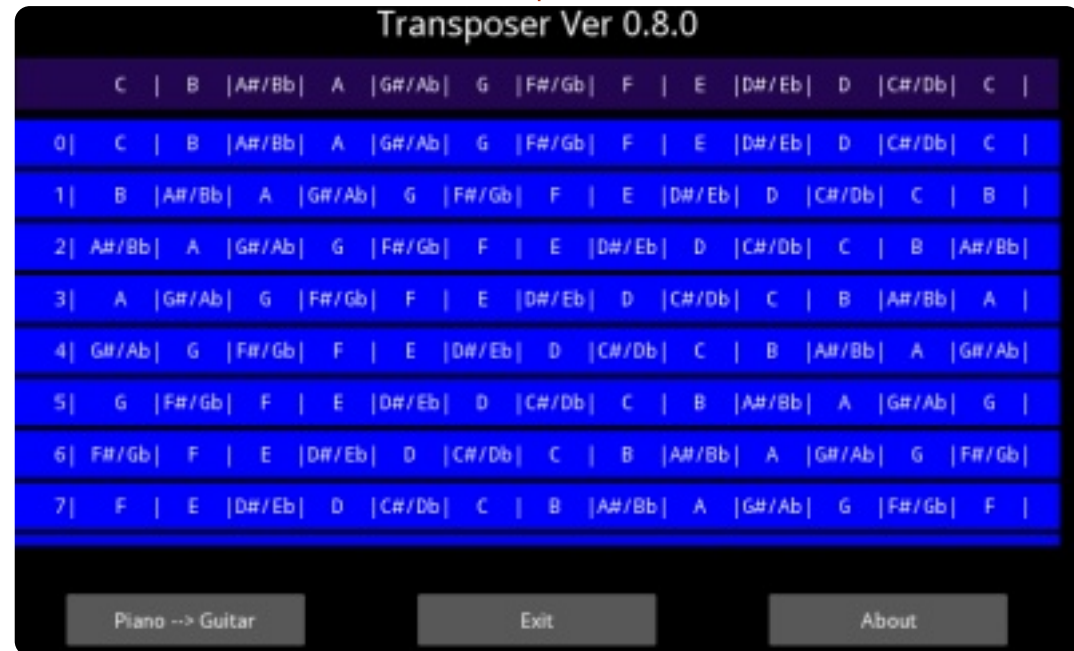 Transposer Ver 0.8.0
C | B |A#/Bb| A |G#/Ab| G |F#/Gb| F | E |D#/Eb| D |C#/Db| C |
0| C | B |A#/Bb| A |G#/Ab| G |F#/Gb| F | E |D#/Eb| D |C#/Db| C |
1| B |A#/Bb| A |G#/Ab| G |F#/Gb| F | E |D#/Eb| D |C#/Db| C | B |
2| A#/Bb| A |G#/Ab| G |F#/Gb| F | E |D#/Eb| D |C#/Db| C | B |A#/Bb|
3| A |G#/Ab| G |F#/Gb| F | E |D#/Eb| D |C#/Db| C | B |A#/Bb| A |
4| G#/Ab| G |F#/Gb| F | E |D#/Eb| D |C#/Db| C | B |A#/Bb| A |G#/Ab|
5| G |F#/Gb| F | E |D#/Eb| D |C#/Db| C | B |A#/Bb| A |G#/Ab| G |
6| F#/Gb| F | E |D#/Eb| D |C#/Db| C | B |A#/Bb| A |G#/Ab| G |F#/Gb|
7| F | E |D#/Eb| D |C#/Db| C | B |A#/Bb| A |G#/Ab| G |F#/Gb| F |
Piano --> Guitar Exit About